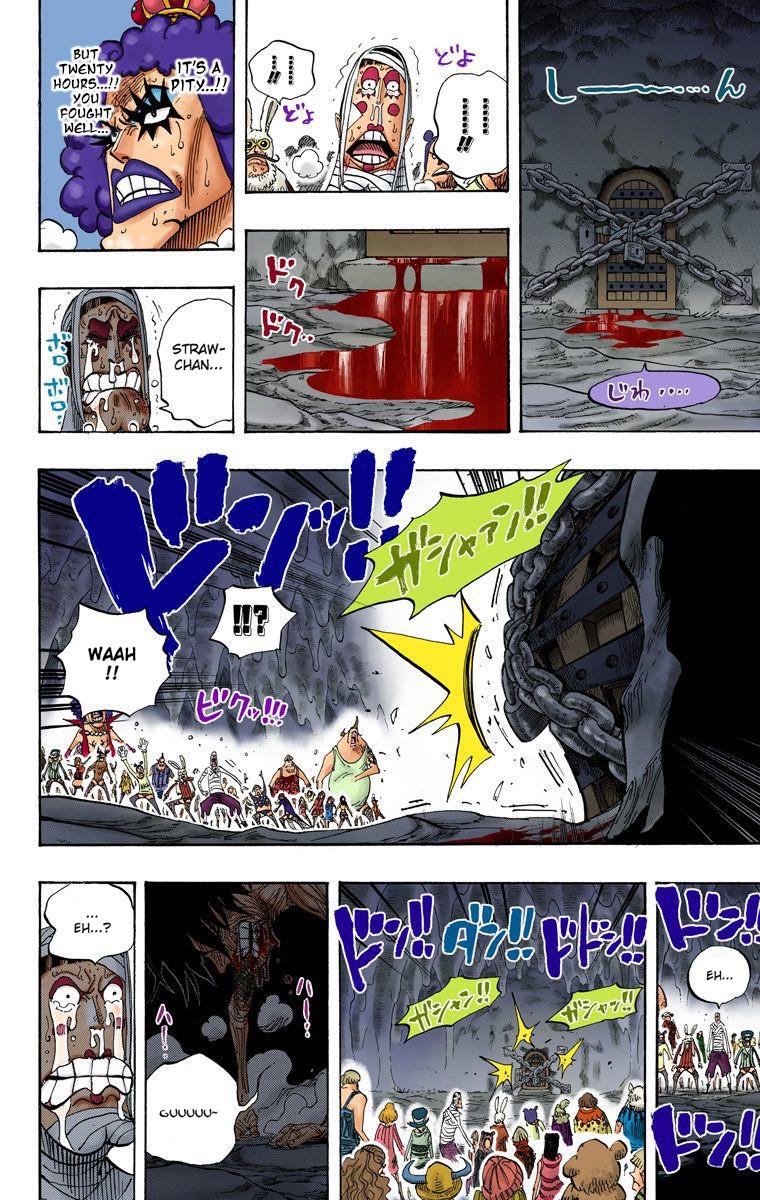 しーーー...ん
じわ....
!!!!
!!!!!
どよ
どよ
ドク
ドク..
IT'S A
PITY...!!
BUT
TWENTY
HOURS...!!
YOU
FOUGHT
WELL...
STRAW-
CHAN...
ボロ
ボロ..
ガシャアン!!
ドンッ!!
!!?
WAAH
!!
ビクッ!!!
ドン!!
EH...
ドン!!
ドドン!!
ダン!!
ドン!!
ガシャッ!!
ガシャン!!
ハー!
ハー!
GUUUUU~
...
EH...?